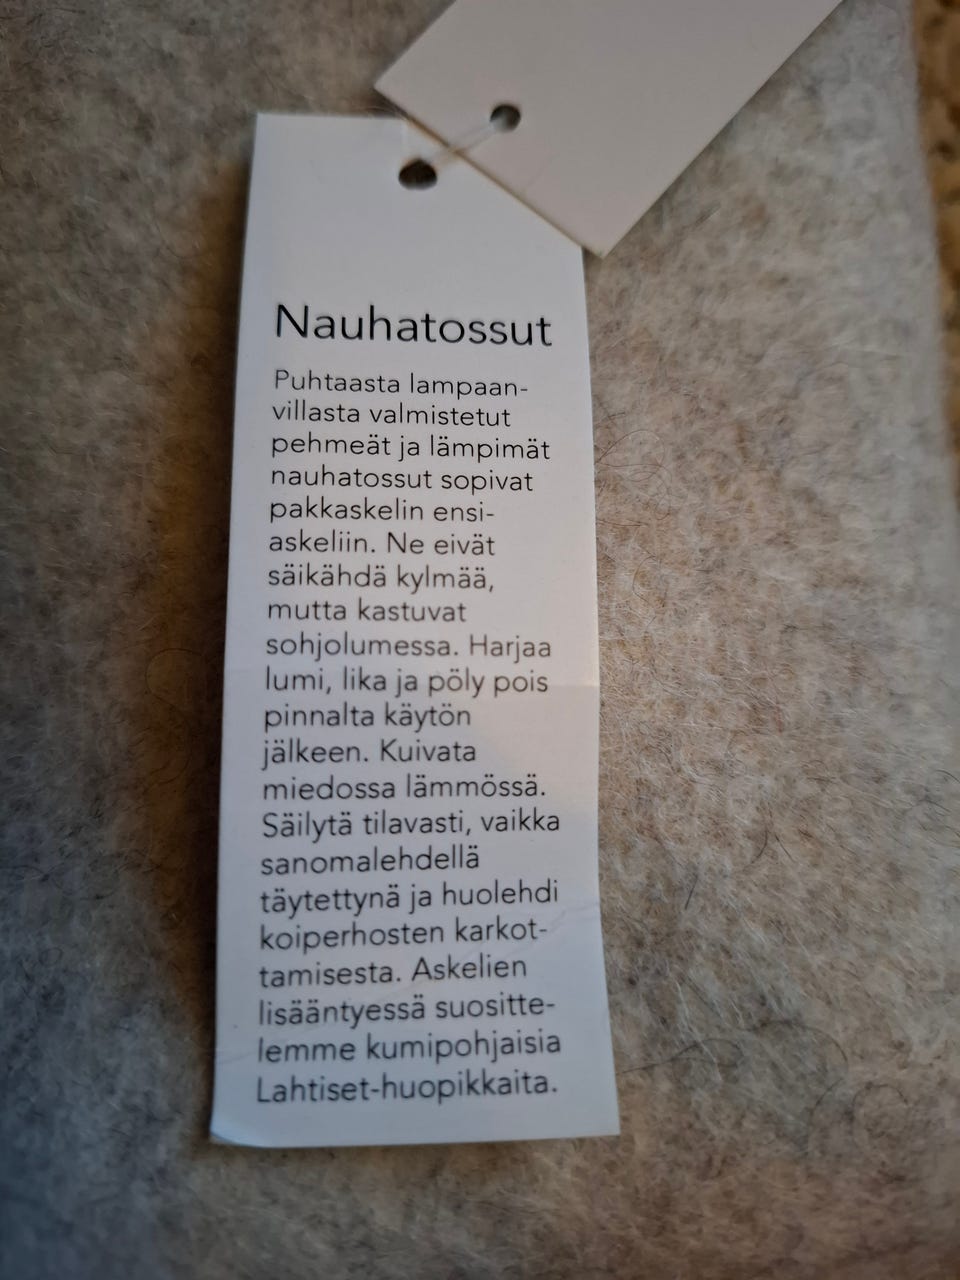 Nauhatossut
Puhtaasta lampaan-
villasta valmistetut
pehmeät ja lämpimät
nauhatossut sopivat
pakkaskelin ensi-
askeliin. Ne eivät
säikähdä kylmää,
mutta kastuvat
sohjolumessa. Harjaa
lumi, lika ja pöly pois
pinnalta käytön
jälkeen. Kuivata
miedossa lämmössä.
Säilytä tilavasti, vaikka
sanomalehdellä
täytettynä ja huolehdi
koiperhosten karkot-
tamisesta. Askelien
lisääntyessä suositte-
lemme kumipohjaisia
Lahtiset-huopikkaita.